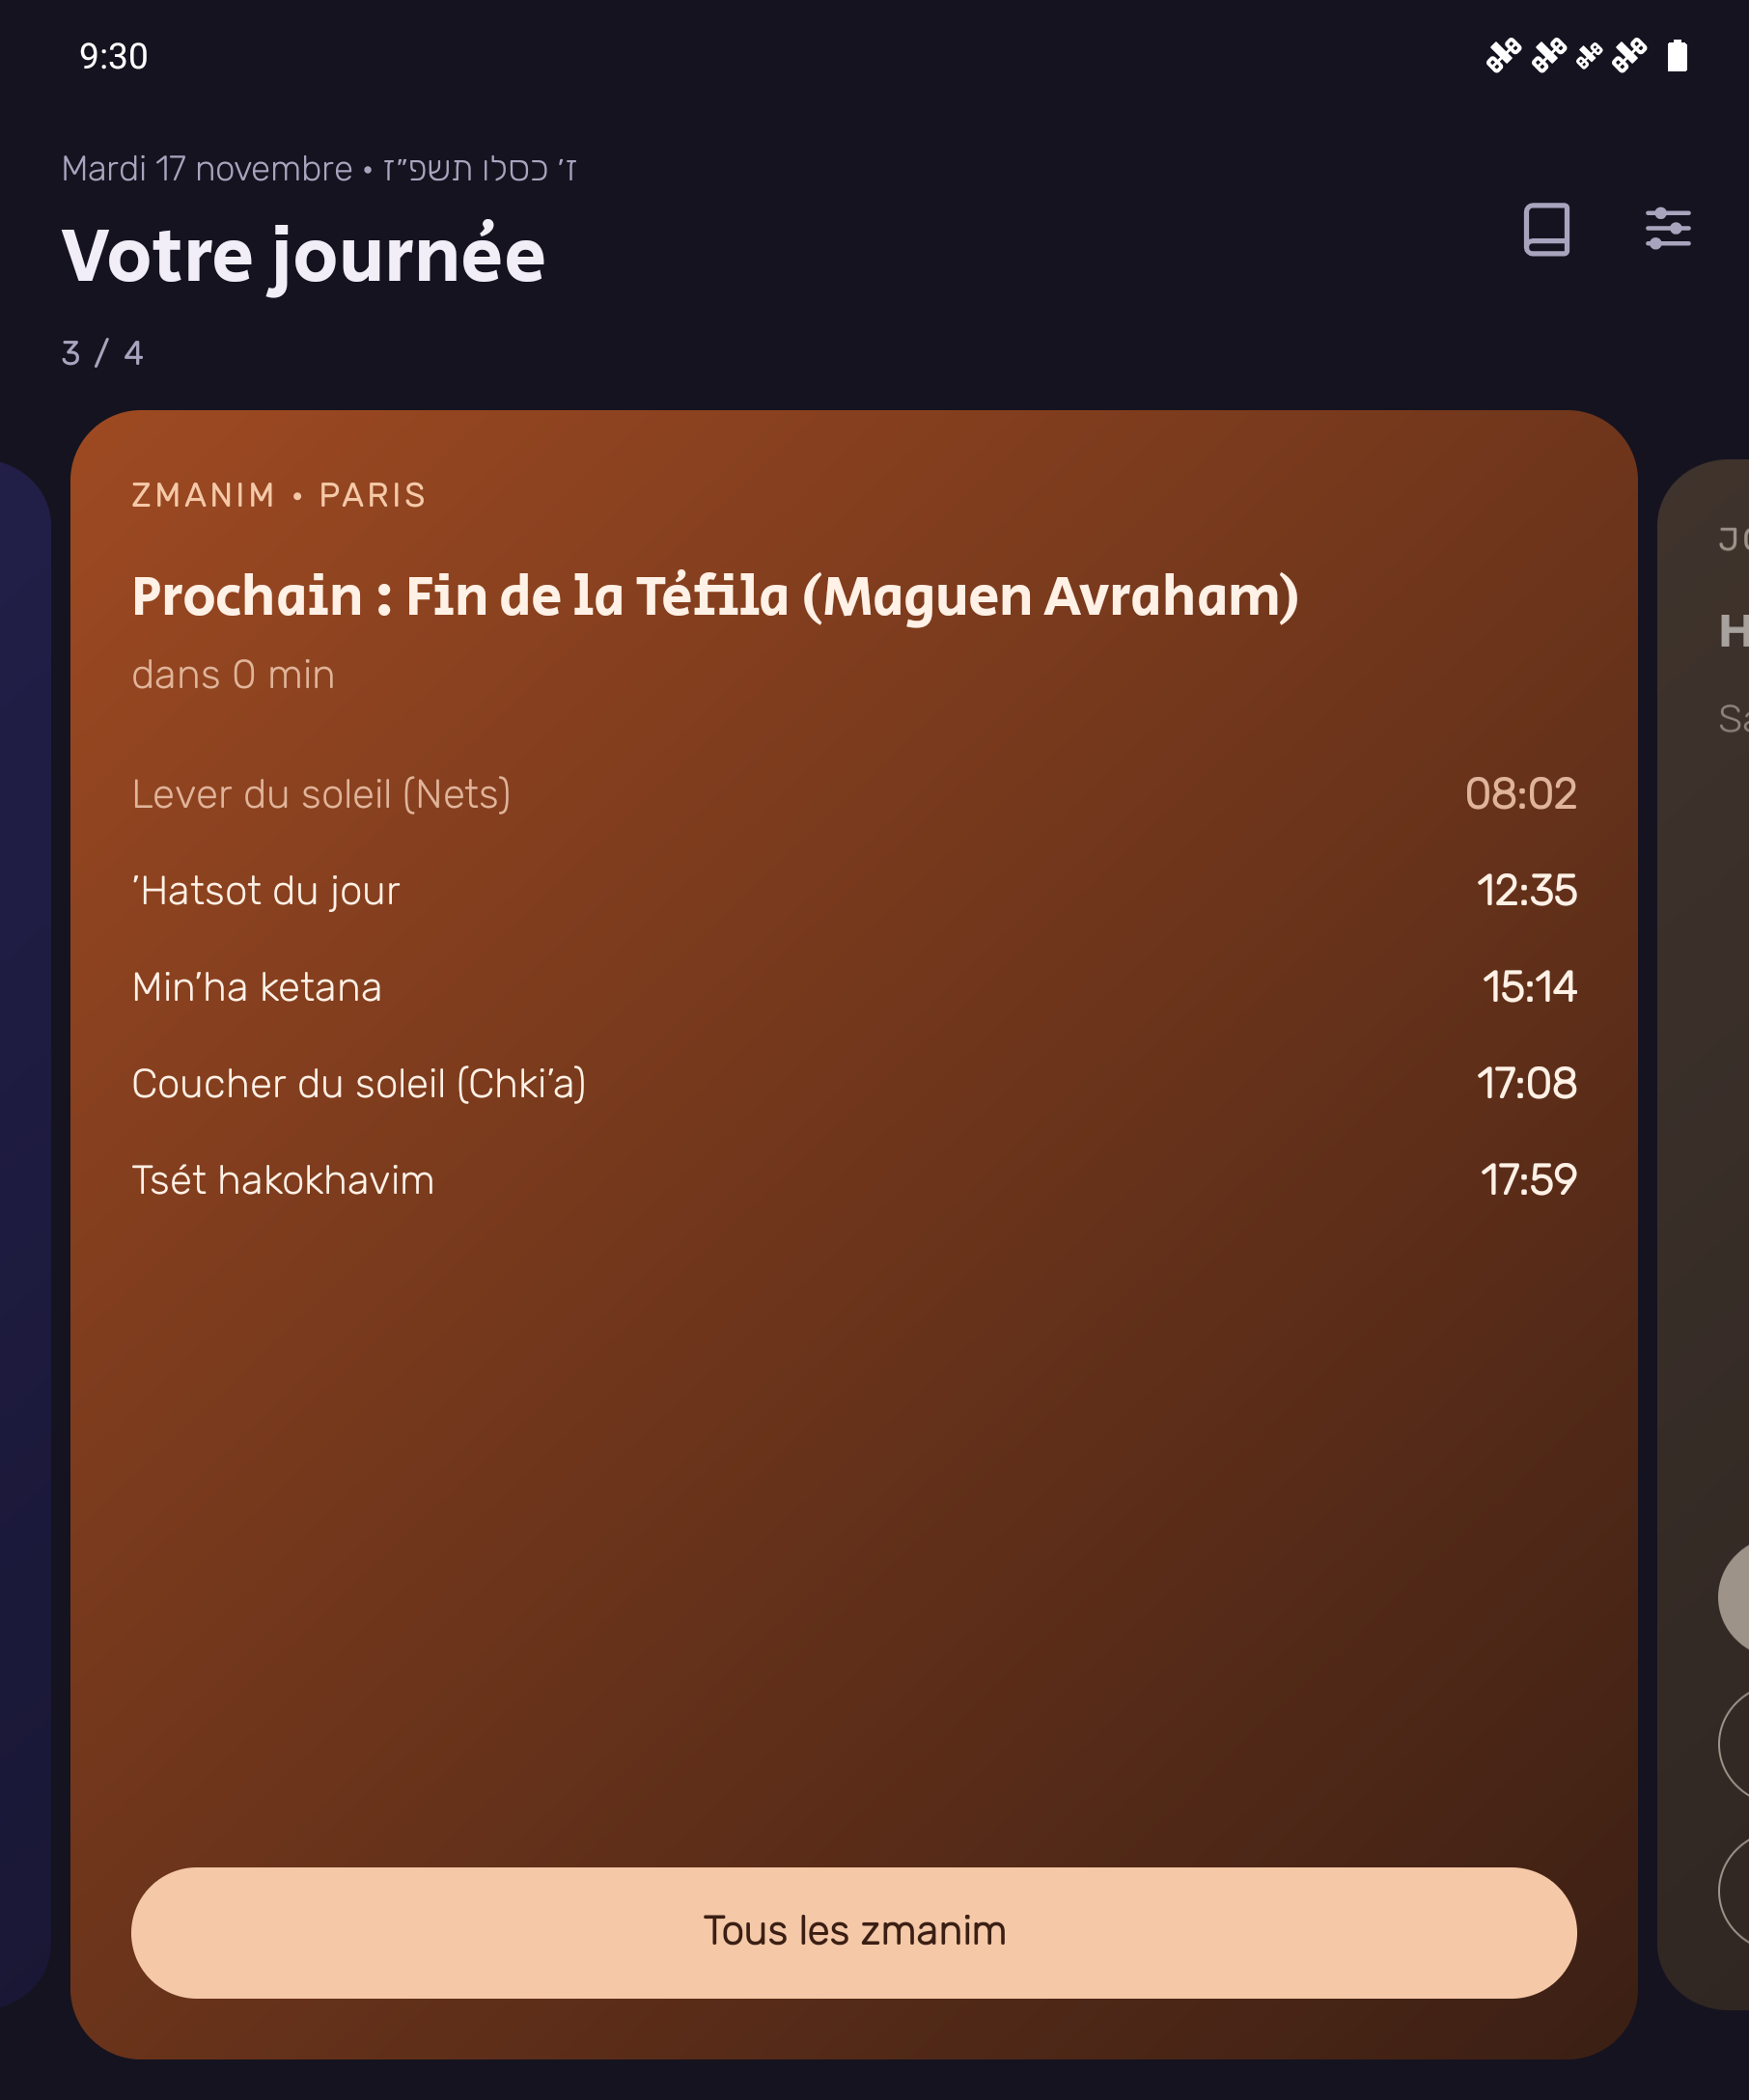 9:30
Mardi 17 novembre • ז׳ כסלו תשפ״ז
Votre journée
3 / 4
ZMANIM • PARIS
Prochain : Fin de la Téfila (Maguen Avraham)
dans 0 min
Lever du soleil (Nets) 08:02
’Hatsot du jour 12:35
Min’ha ketana 15:14
Coucher du soleil (Chki’a) 17:08
Tsét hakokhavim 17:59
Tous les zmanim